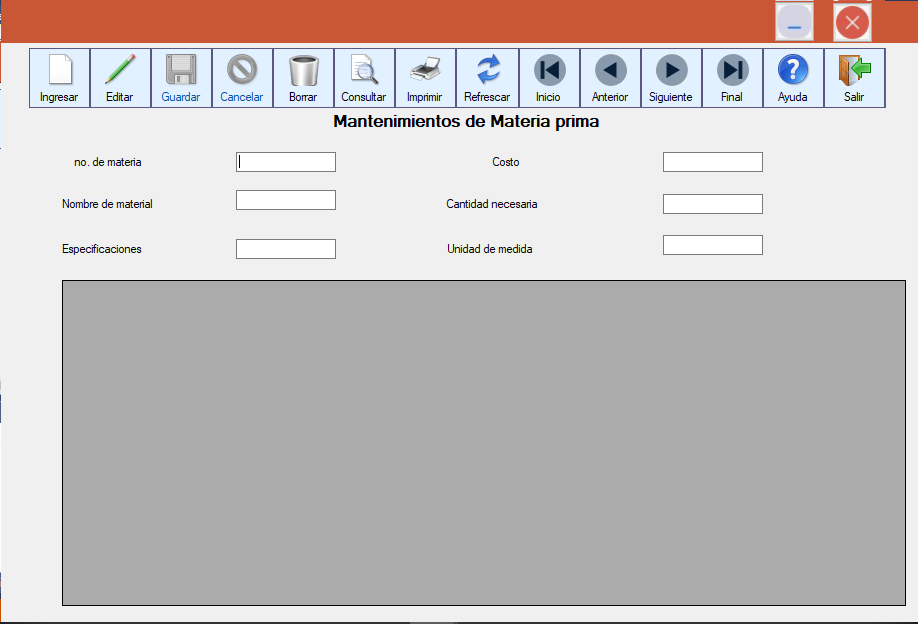 Ingresar Editar Guardar Cancelar Borrar Consultar Imprimir Refrescar Inicio Anterior Siguiente Final Ayuda Salir
Mantenimientos de Materia prima
no. de materia Costo
Nombre de material Cantidad necesaria
Especificaciones Unidad de medida